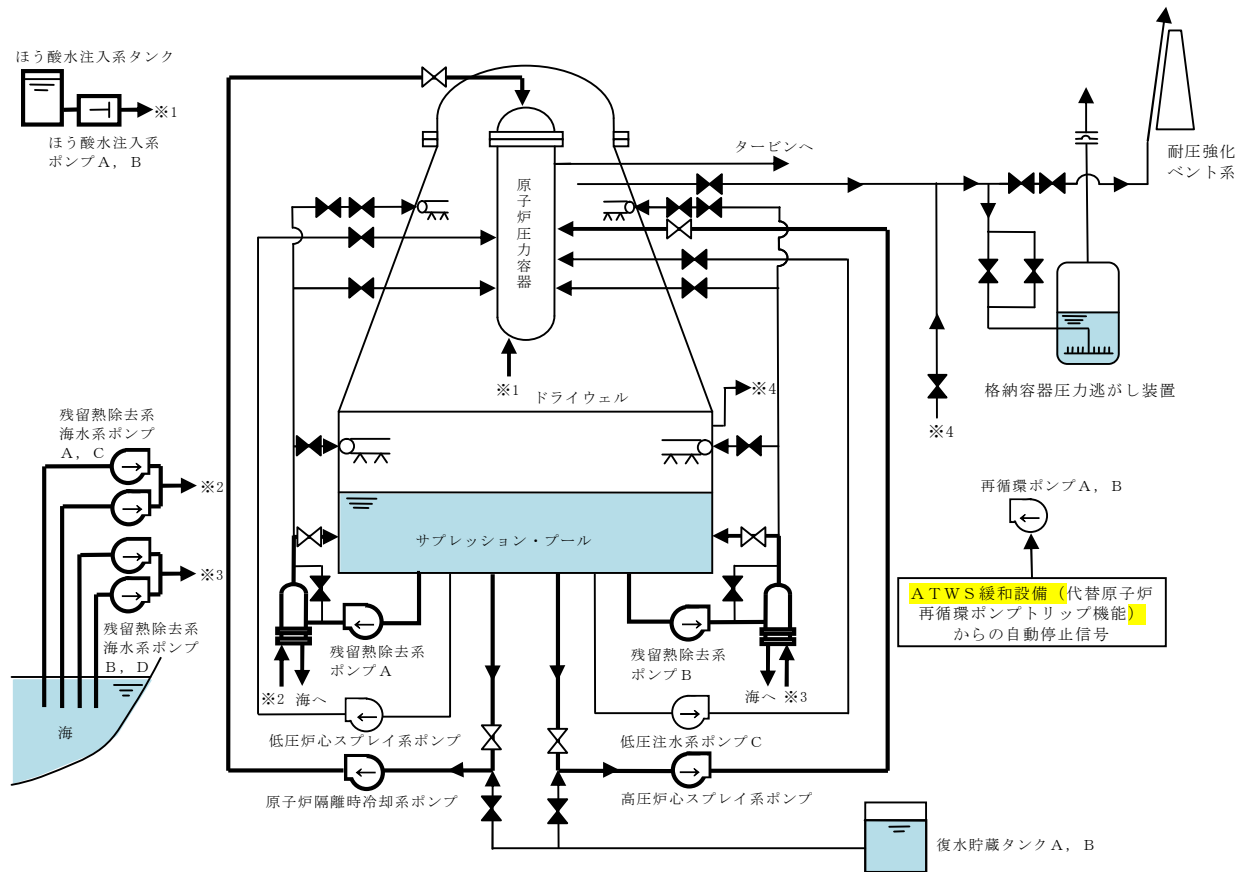 ほう酸水注入系タンク
※1
ほう酸水注入系
ポンプA，B
タービンへ
耐圧強化
ベント系
原子炉圧力容器
※1
ドライウェル
※4
格納容器圧力逃がし装置
※4
残留熱除去系
海水系ポンプ
A，C
※2
※3
残留熱除去系
海水系ポンプ
B，D
海
サプレッション・プール
再循環ポンプA，B
ATWS緩和設備（代替原子炉
再循環ポンプトリップ機能）
からの自動停止信号
残留熱除去系
ポンプA
残留熱除去系
ポンプB
※2 海へ
海へ ※3
低圧炉心スプレイ系ポンプ
低圧注水系ポンプC
原子炉隔離時冷却系ポンプ
高圧炉心スプレイ系ポンプ
復水貯蔵タンクA，B